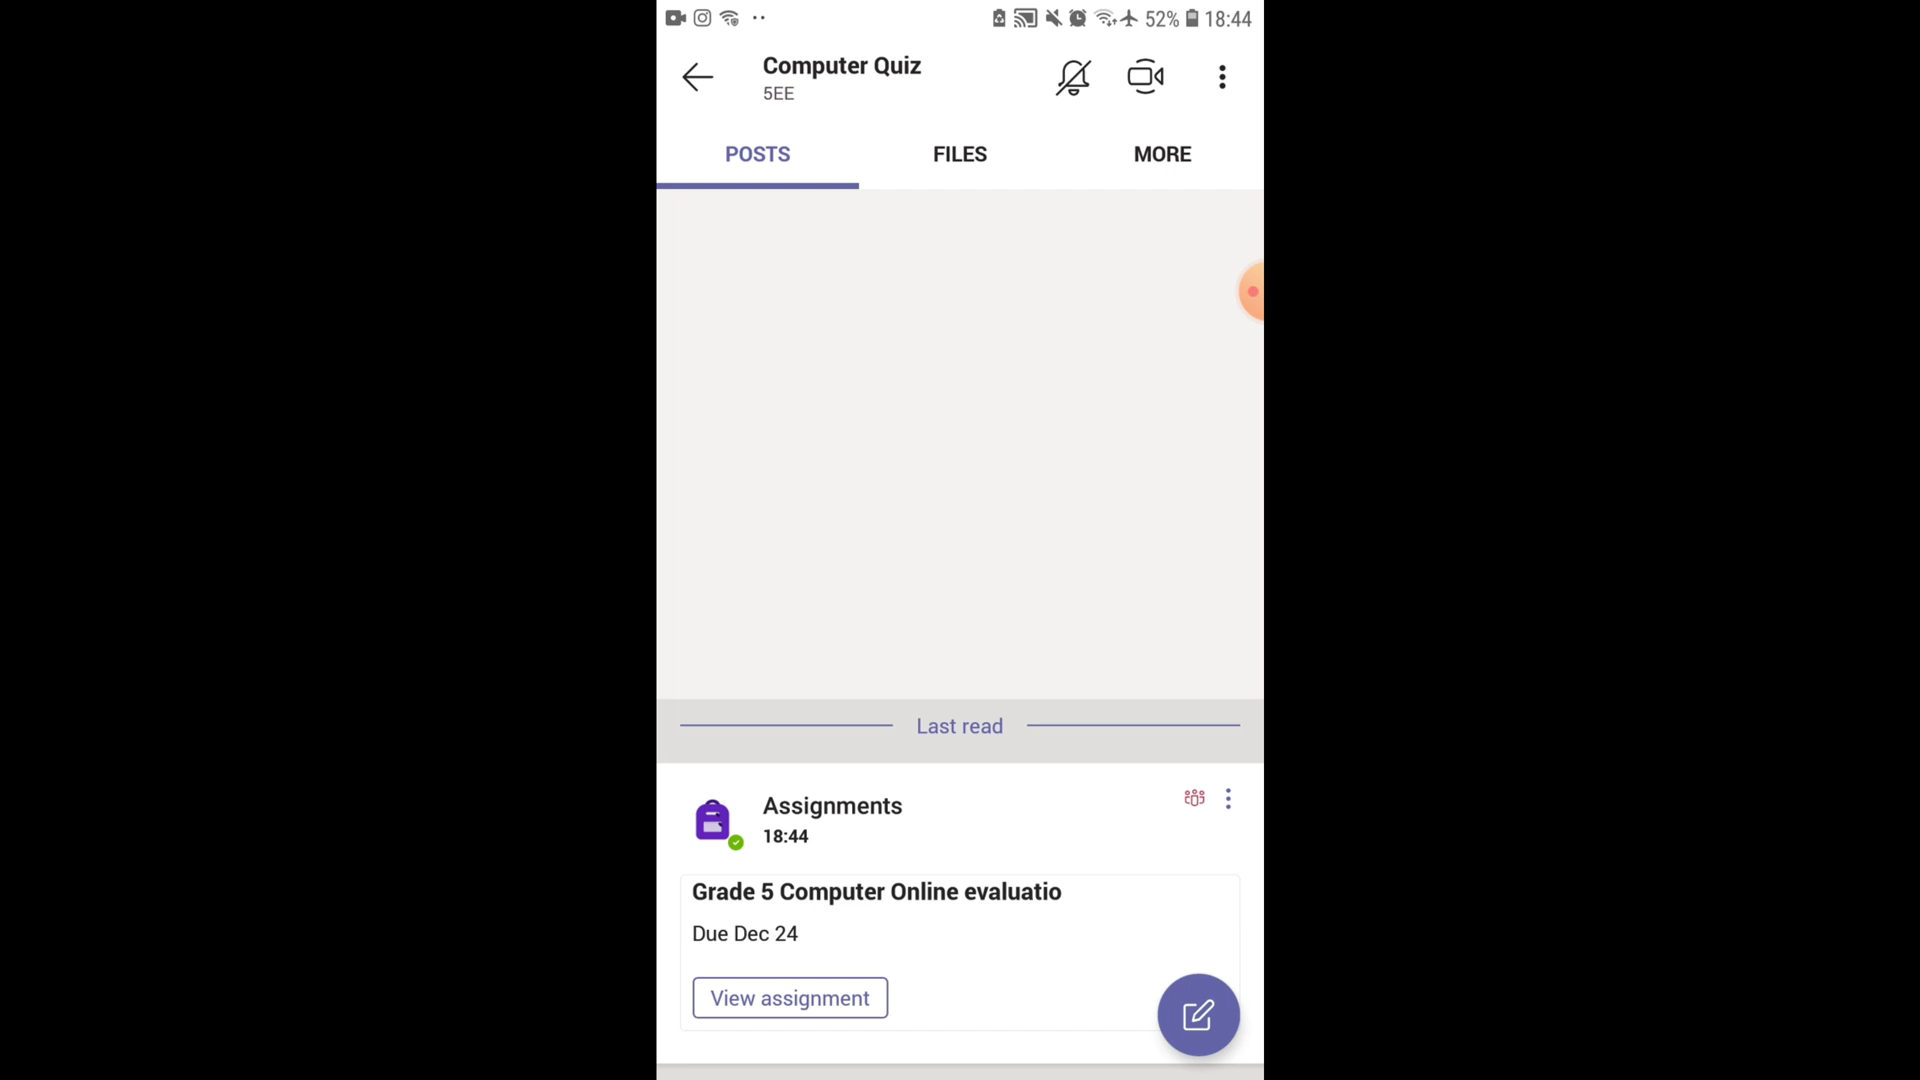 52% 18:44
Computer Quiz
5EE
POSTS FILES MORE
Last read
Assignments
18:44
Grade 5 Computer Online evaluatio
Due Dec 24
View assignment